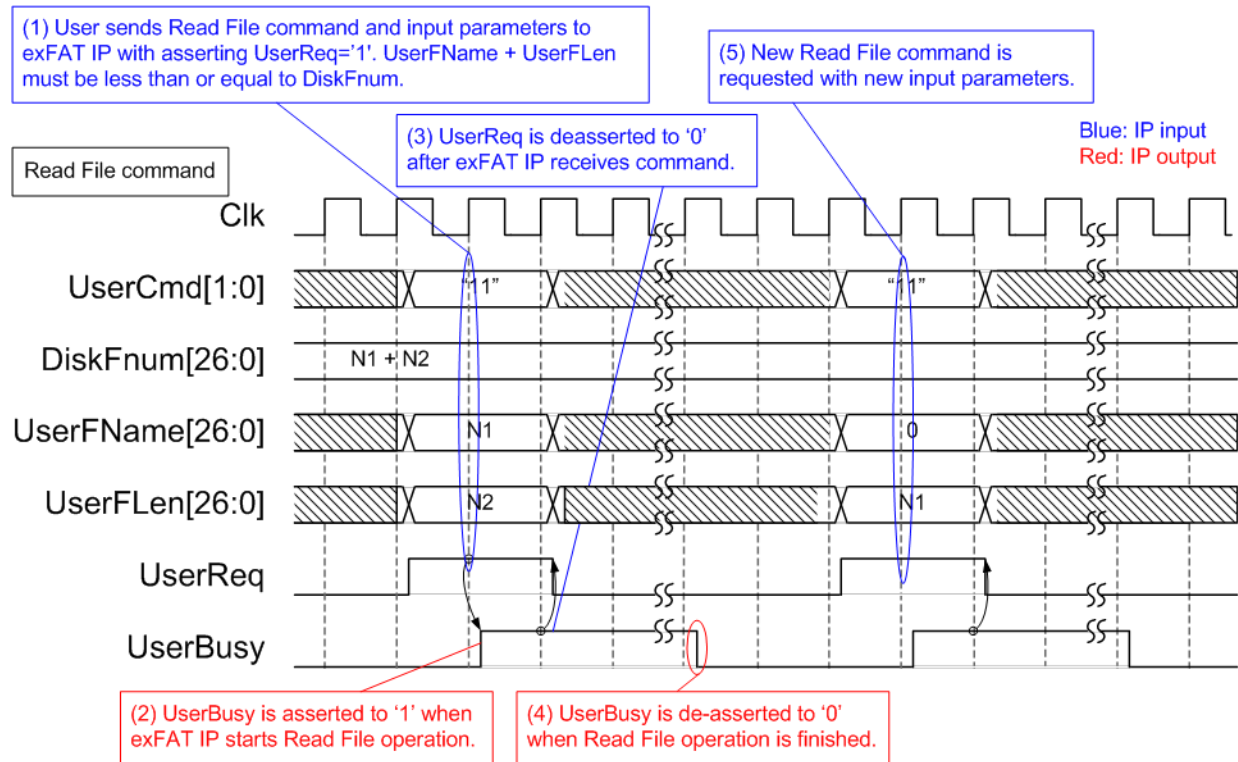 (1) User sends Read File command and input parameters to
exFAT IP with asserting UserReq='1'. UserFName + UserFLen
must be less than or equal to DiskFnum.
(5) New Read File command is
requested with new input parameters.
(3) UserReq is deasserted to ‘0’
after exFAT IP receives command.
Blue: IP input
Red: IP output
Read File command
Clk
UserCmd[1:0]
“11”
“11”
DiskFnum[26:0]
N1 + N2
UserFName[26:0]
N1
0
UserFLen[26:0]
N2
N1
UserReq
UserBusy
(2) UserBusy is asserted to ‘1’ when
exFAT IP starts Read File operation.
(4) UserBusy is de-asserted to ‘0’
when Read File operation is finished.